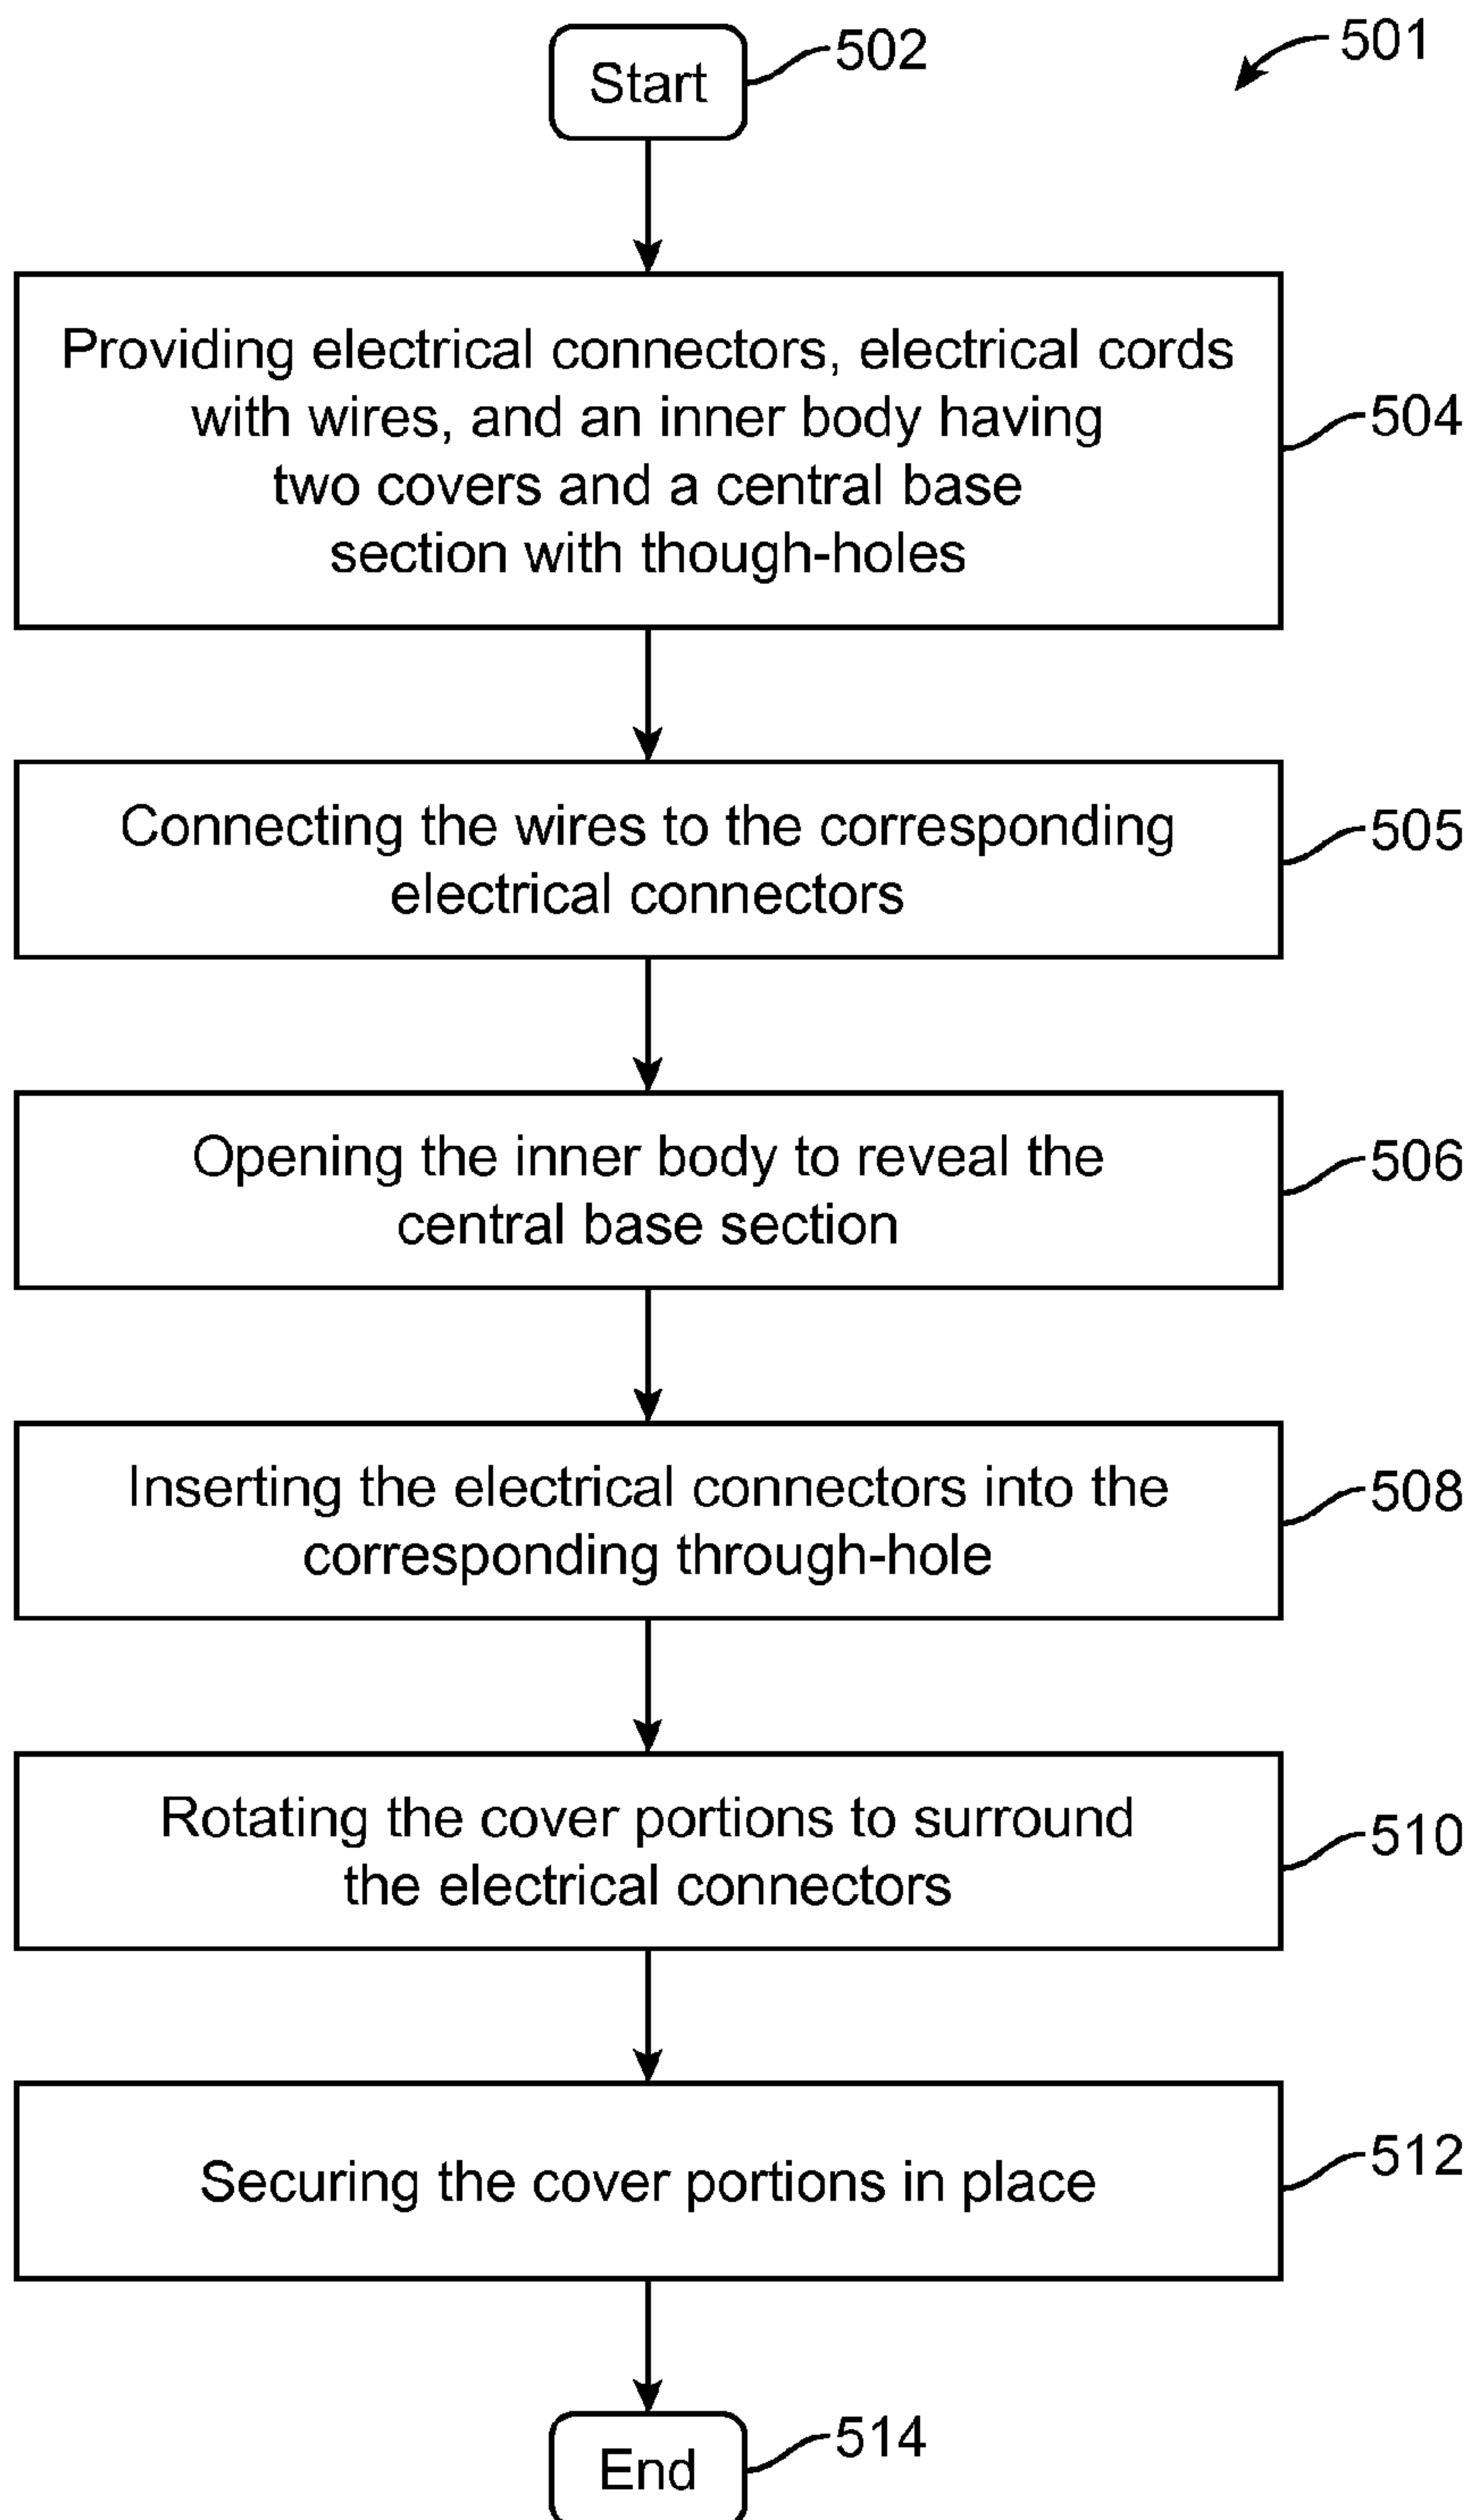 501
Start
502
Providing electrical connectors, electrical cords
with wires, and an inner body having
two covers and a central base
section with though-holes
504
Connecting the wires to the corresponding
electrical connectors
505
Opening the inner body to reveal the
central base section
506
Inserting the electrical connectors into the
corresponding through-hole
508
Rotating the cover portions to surround
the electrical connectors
510
Securing the cover portions in place
512
End
514